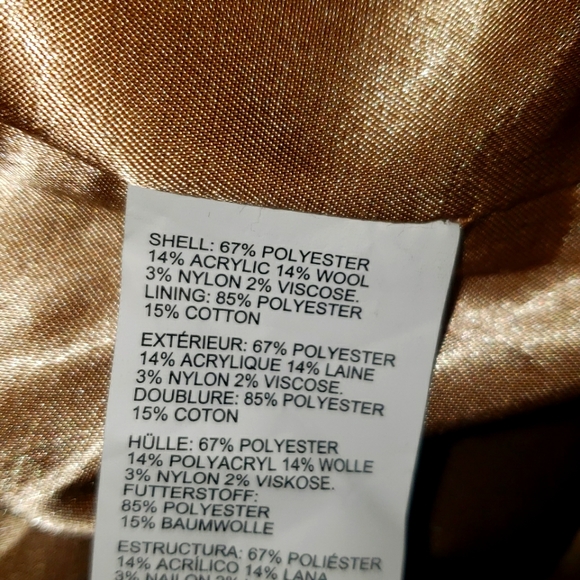 SHELL: 67% POLYESTER
14% ACRYLIC 14% WOOL
3% NYLON 2% VISCOSE.
LINING: 85% POLYESTER
15% COTTON
EXTÉRIEUR: 67% POLYESTER
14% ACRYLIQUE 14% LAINE
3% NYLON 2% VISCOSE.
DOUBLURE: 85% POLYESTER
15% COTON
HÜLLE: 67% POLYESTER
14% POLYACRYL 14% WOLLE
3% NYLON 2% VISKOSE.
FUTTERSTOFF:
85% POLYESTER
15% BAUMWOLLE
ESTRUCTURA: 67% POLIÉSTER
14% ACRÍLICO 14% LANA
3% NAILON